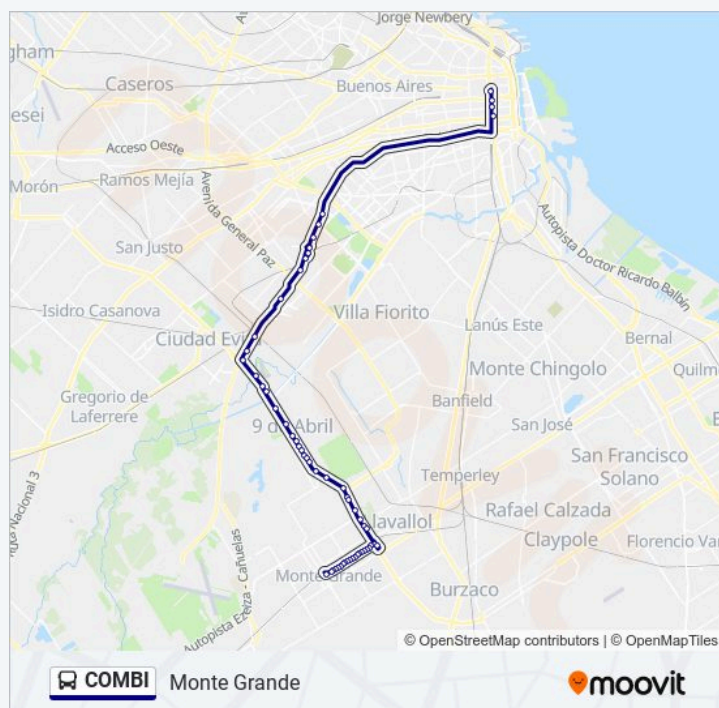 Jorge Newbery
gham
Caseros
Buenos Aires
esei
Acceso Oeste
Ramos Mejía
Morón
Avenida General Paz
San Justo
Autopista Doctor Ricardo Balbín
Isidro Casanova
Villa Fiorito
Ciudad Evi
Lanús Este
Bernal
Monte Chingolo
Quilm
Gregorio de
Laferrere
Banfield
9 de Abril
San José
San Francisco
Solano
Temperley
Nacional 3
Rafael Calzada
lavallol
Claypole
Florencio Var
Monte Grande
Burzaco
Autopista Ezeiza - Cañuelas
© OpenStreetMap contributors | © OpenMapTiles
COMBI Monte Grande
moovit